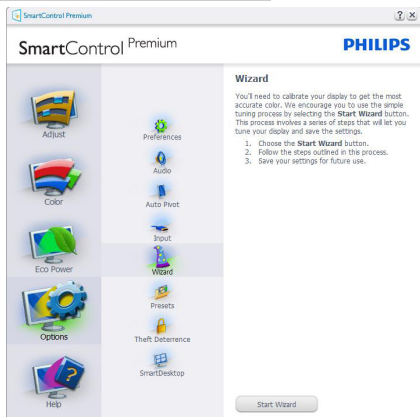 SmartControl Premium
SmartControl Premium
PHILIPS
Adjust
Color
Eco Power
Options
Help
Preferences
Audio
Auto Pivot
Input
Wizard
Presets
Theft Deterrence
SmartDesktop
Wizard
You'll need to calibrate your display to get the most
accurate color. We encourage you to use the simple
tuning process by selecting the Start Wizard button.
This process involves a series of steps that will let you
tune your display and save the settings.
1. Choose the Start Wizard button.
2. Follow the steps outlined in this process.
3. Save your settings for future use.
Start Wizard